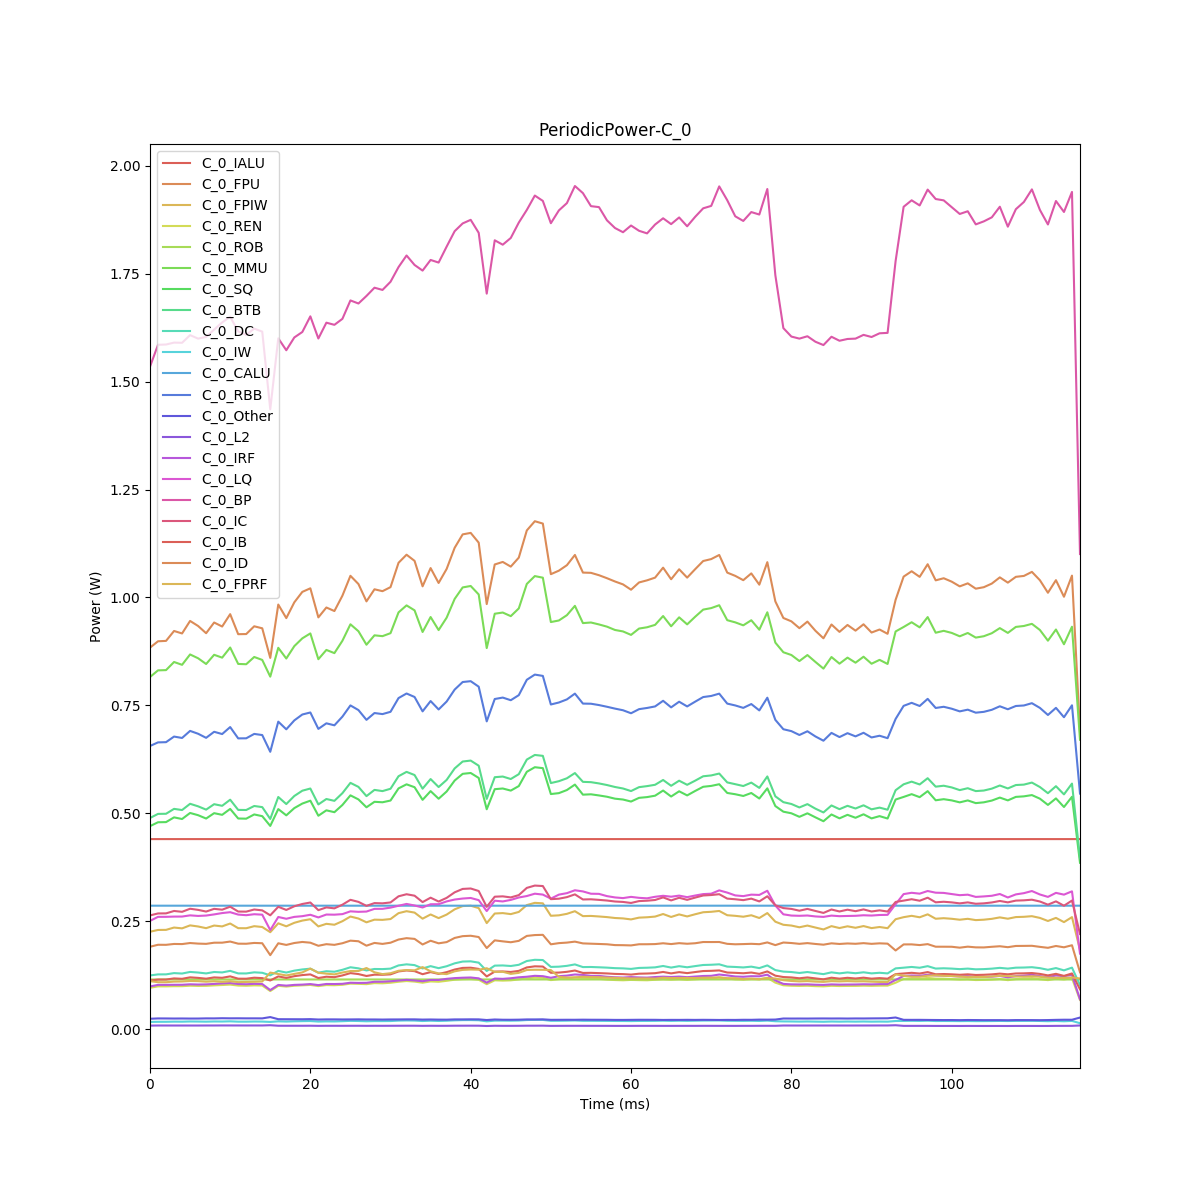 PeriodicPower-C_0
2.00
1.75
1.50
1.25
1.00
0.75
0.50
0.25
0.00
Power (W)
C_0_IALU
C_0_FPU
C_0_FPIW
C_0_REN
C_0_ROB
C_0_MMU
C_0_SQ
C_0_BTB
C_0_DC
C_0_IW
C_0_CALU
C_0_RBB
C_0_Other
C_0_L2
C_0_IRF
C_0_LQ
C_0_BP
C_0_IC
C_0_IB
C_0_ID
C_0_FPRF
0 20 40 60 80 100
Time (ms)